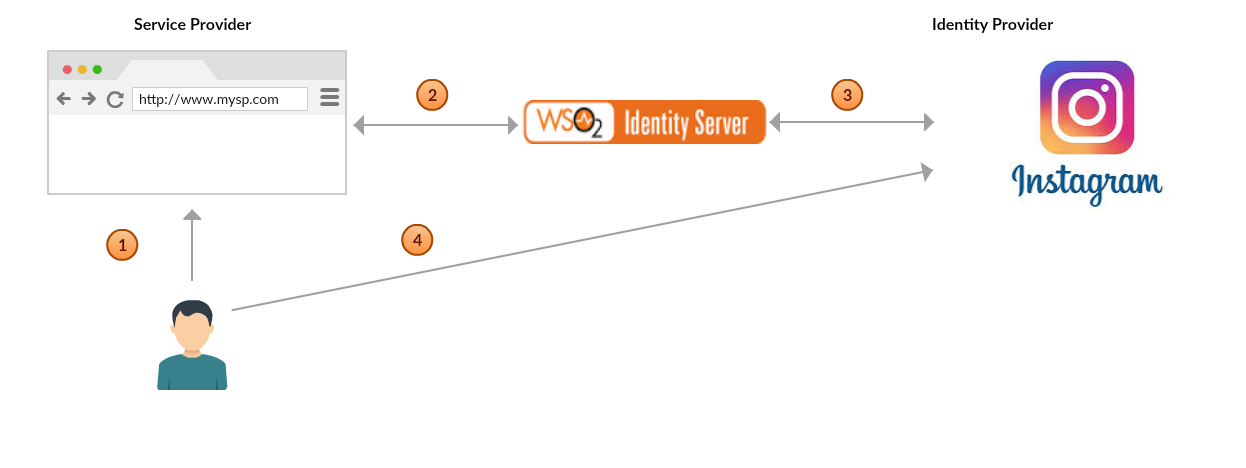 Service Provider
Identity Provider
http://www.mysp.com
2
3
WSO2 Identity Server
Instagram
1
4